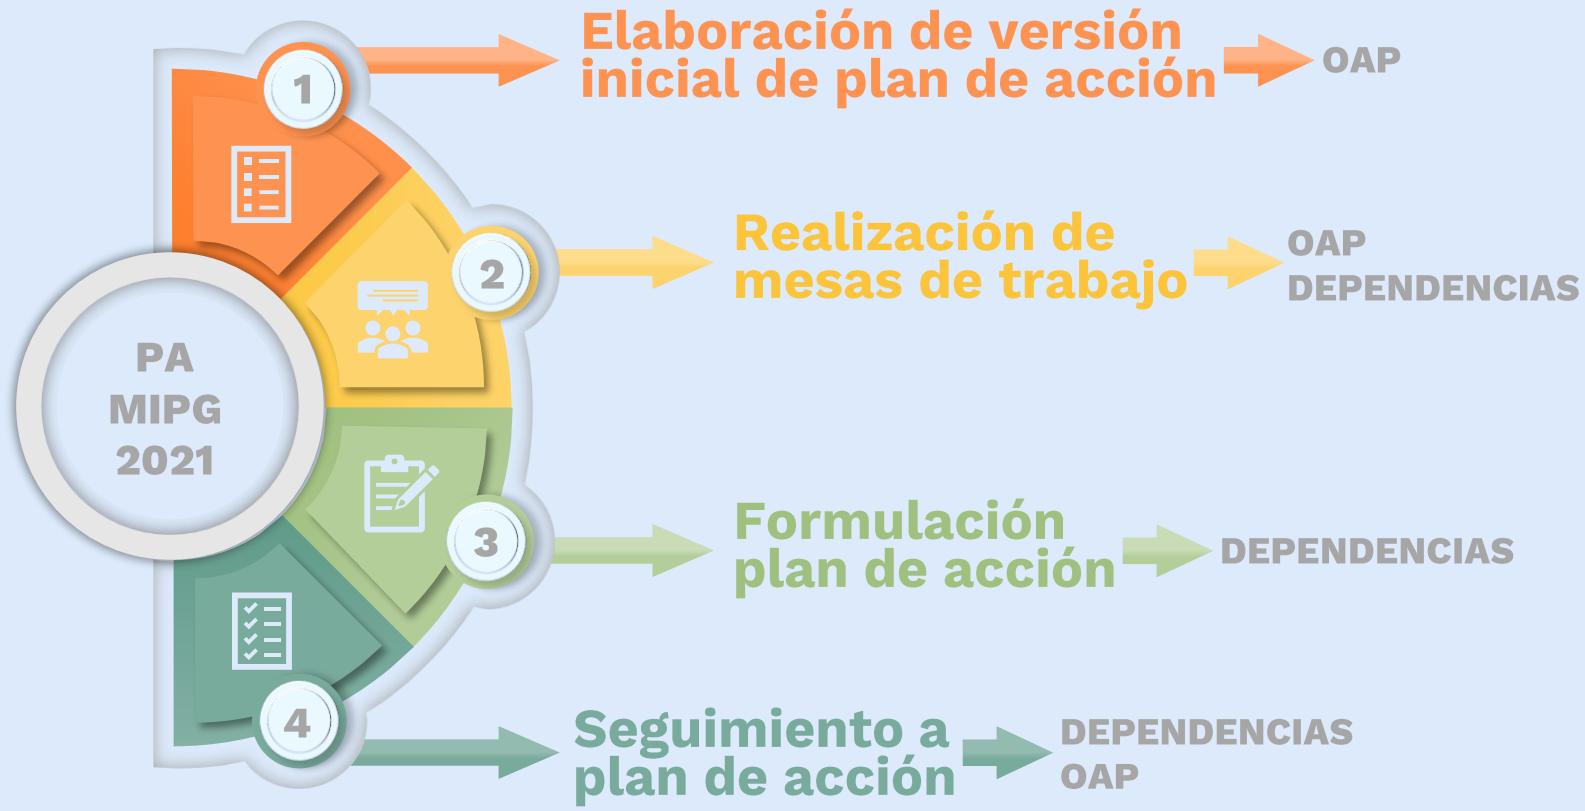 PA
MIPG
2021
1
Elaboración de versión
inicial de plan de acción
OAP
2
Realización de
mesas de trabajo
OAP
DEPENDENCIAS
3
Formulación
plan de acción
DEPENDENCIAS
4
Seguimiento a
plan de acción
DEPENDENCIAS
OAP